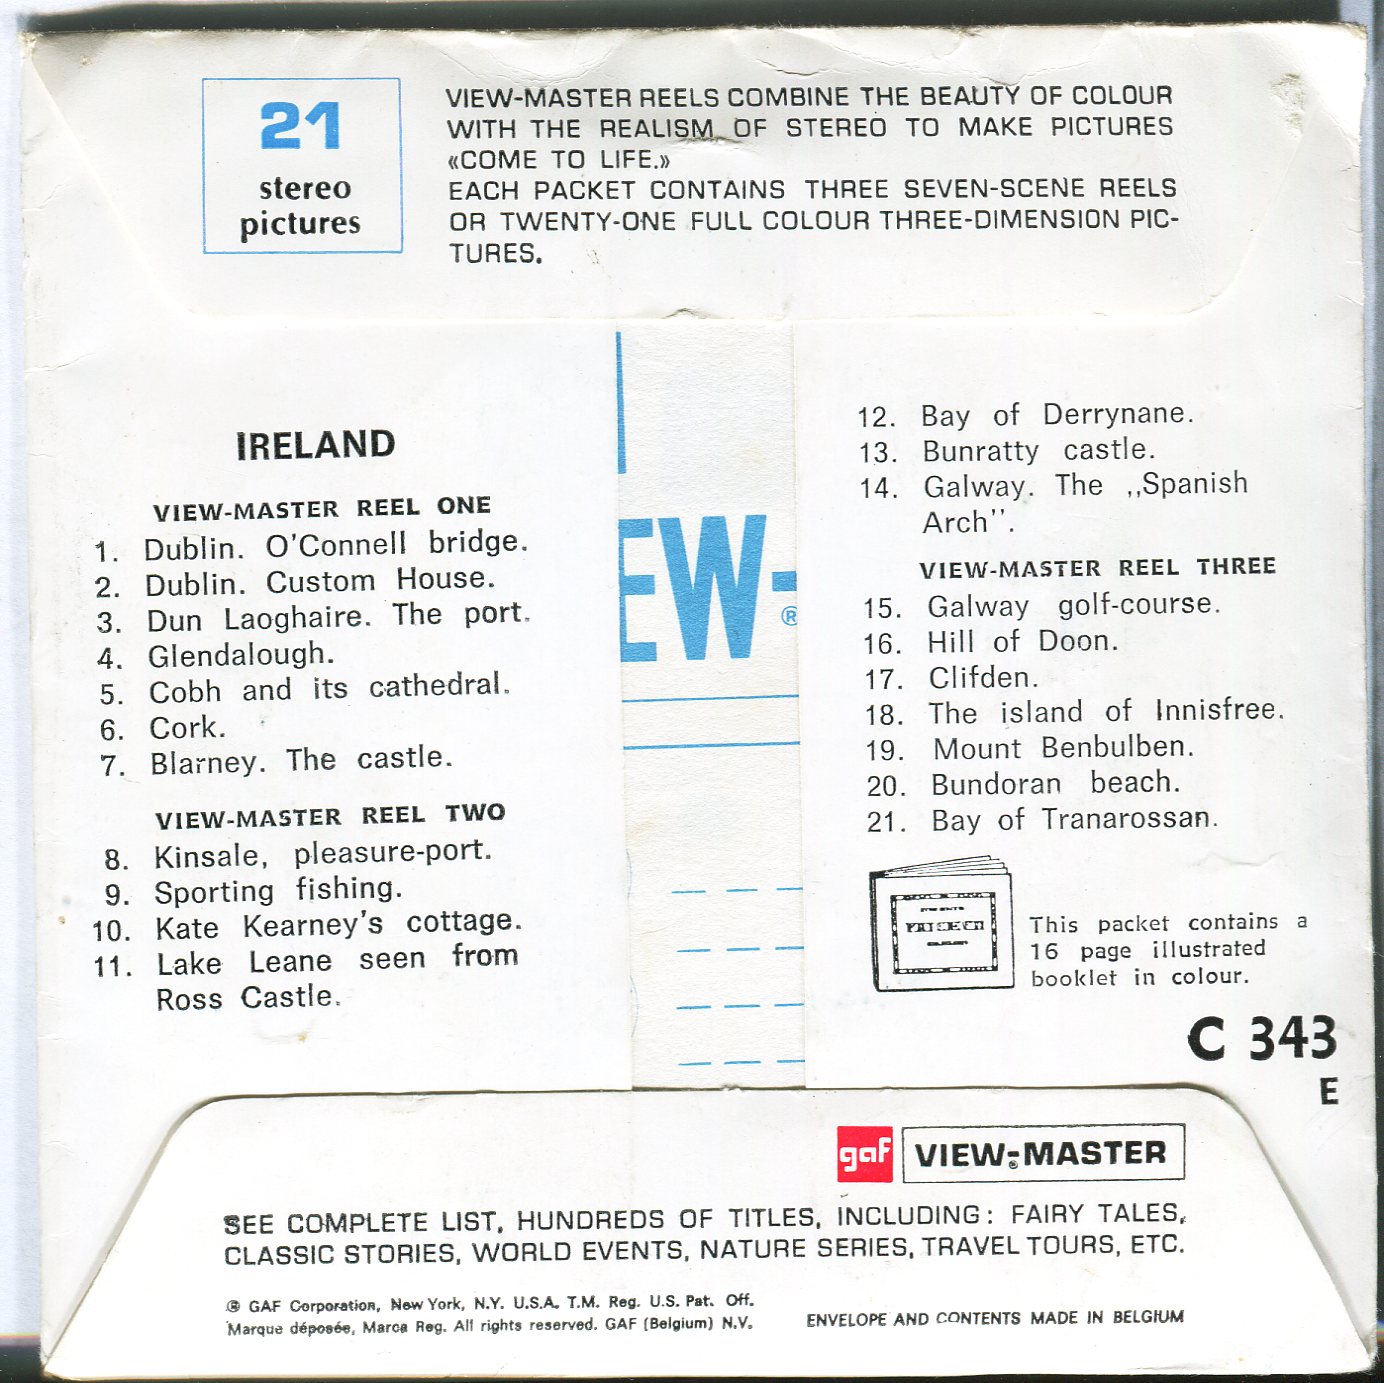 21
stereo
pictures
VIEW-MASTER REELS COMBINE THE BEAUTY OF COLOUR
WITH THE REALISM OF STEREO TO MAKE PICTURES
«COME TO LIFE.»
EACH PACKET CONTAINS THREE SEVEN-SCENE REELS
OR TWENTY-ONE FULL COLOUR THREE-DIMENSION PIC-
TURES.
IRELAND
VIEW-MASTER REEL ONE
1. Dublin. O'Connell bridge.
2. Dublin. Custom House.
3. Dun Laoghaire. The port.
4. Glendalough.
5. Cobh and its cathedral.
6. Cork.
7. Blarney. The castle.
VIEW-MASTER REEL TWO
8. Kinsale, pleasure-port.
9. Sporting fishing.
10. Kate Kearney's cottage.
11. Lake Leane seen from
Ross Castle.
EW-
®
12. Bay of Derrynane.
13. Bunratty castle.
14. Galway. The ,,Spanish
Arch''.
VIEW-MASTER REEL THREE
15. Galway golf-course.
16. Hill of Doon.
17. Clifden.
18. The island of Innisfree.
19. Mount Benbulben.
20. Bundoran beach.
21. Bay of Tranarossan.
This packet contains a
16 page illustrated
booklet in colour.
C 343
E
gaf VIEW-MASTER
SEE COMPLETE LIST, HUNDREDS OF TITLES, INCLUDING: FAIRY TALES,
CLASSIC STORIES, WORLD EVENTS, NATURE SERIES, TRAVEL TOURS, ETC.
® GAF Corporation, New York, N.Y. U.S.A. T.M. Reg. U.S. Pat. Off.
Marque déposée, Marca Reg. All rights reserved. GAF (Belgium) N.V.
ENVELOPE AND CONTENTS MADE IN BELGIUM